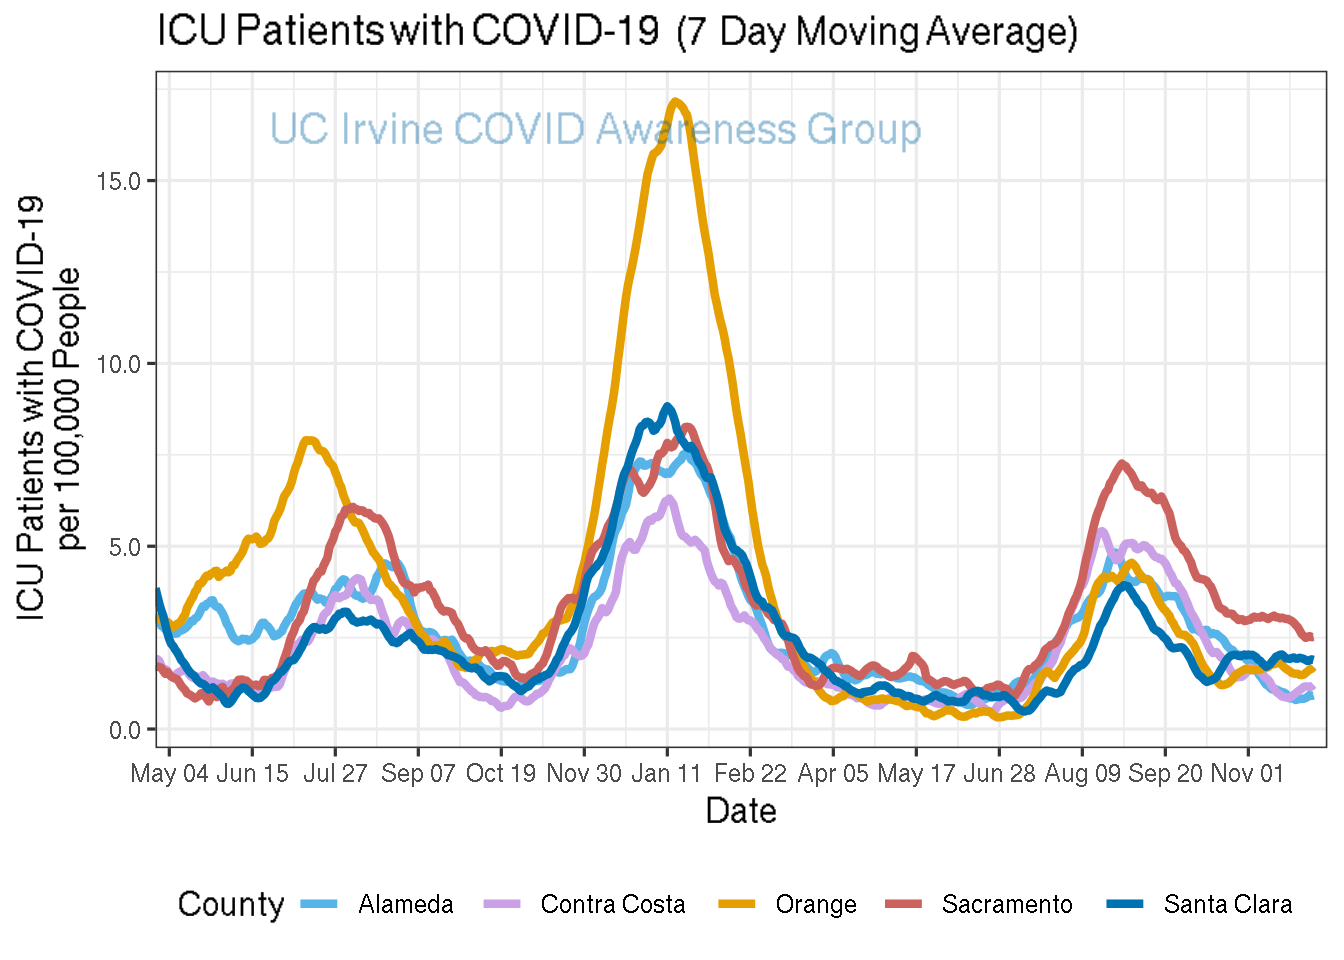 ICU Patients with COVID-19 (7 Day Moving Average)
UC Irvine COVID Awareness Group
ICU Patients with COVID-19
per 100,000 People
15.0
10.0
5.0
0.0
May 04 Jun 15 Jul 27 Sep 07 Oct 19 Nov 30 Jan 11 Feb 22 Apr 05 May 17 Jun 28 Aug 09 Sep 20 Nov 01
Date
County Alameda Contra Costa Orange Sacramento Santa Clara